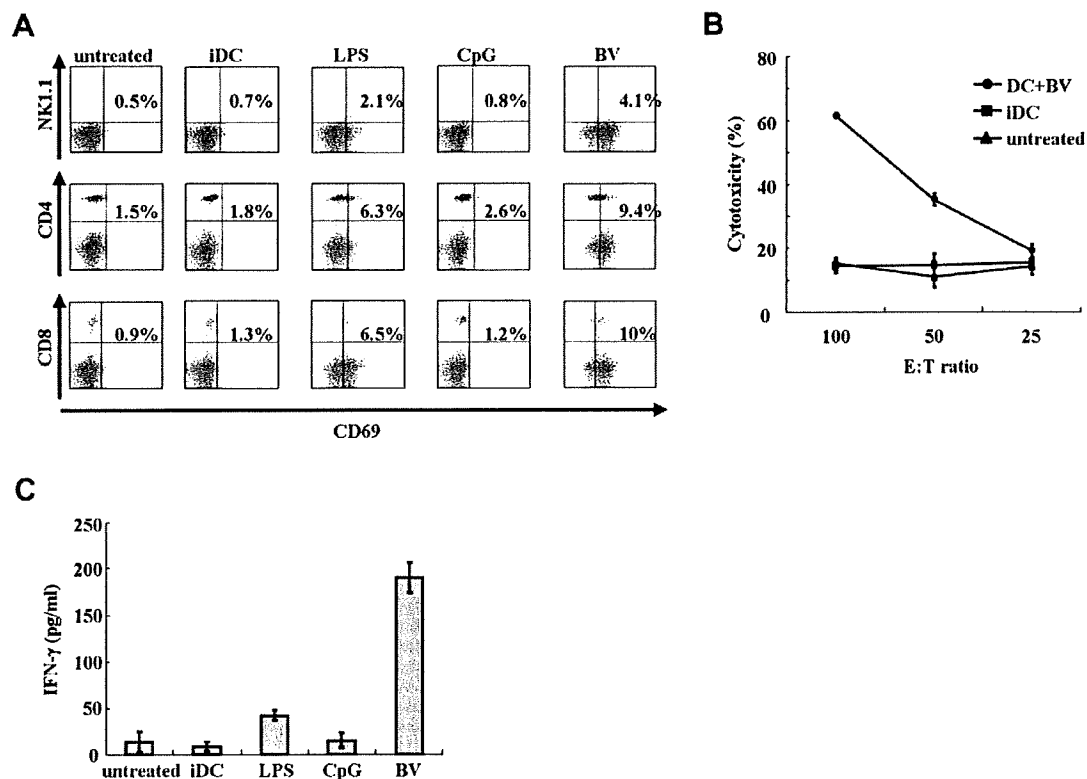 A
untreated iDC LPS CpG BV
NK1.1
0.5% 0.7% 2.1% 0.8% 4.1%
CD4
1.5% 1.8% 6.3% 2.6% 9.4%
CD8
0.9% 1.3% 6.5% 1.2% 10%
CD69
B
80
60
40
20
0
Cytotoxicity (%)
DC+BV
iDC
untreated
100 50 25
E:T ratio
C
250
200
150
100
50
0
IFN-γ (pg/ml)
untreated iDC LPS CpG BV